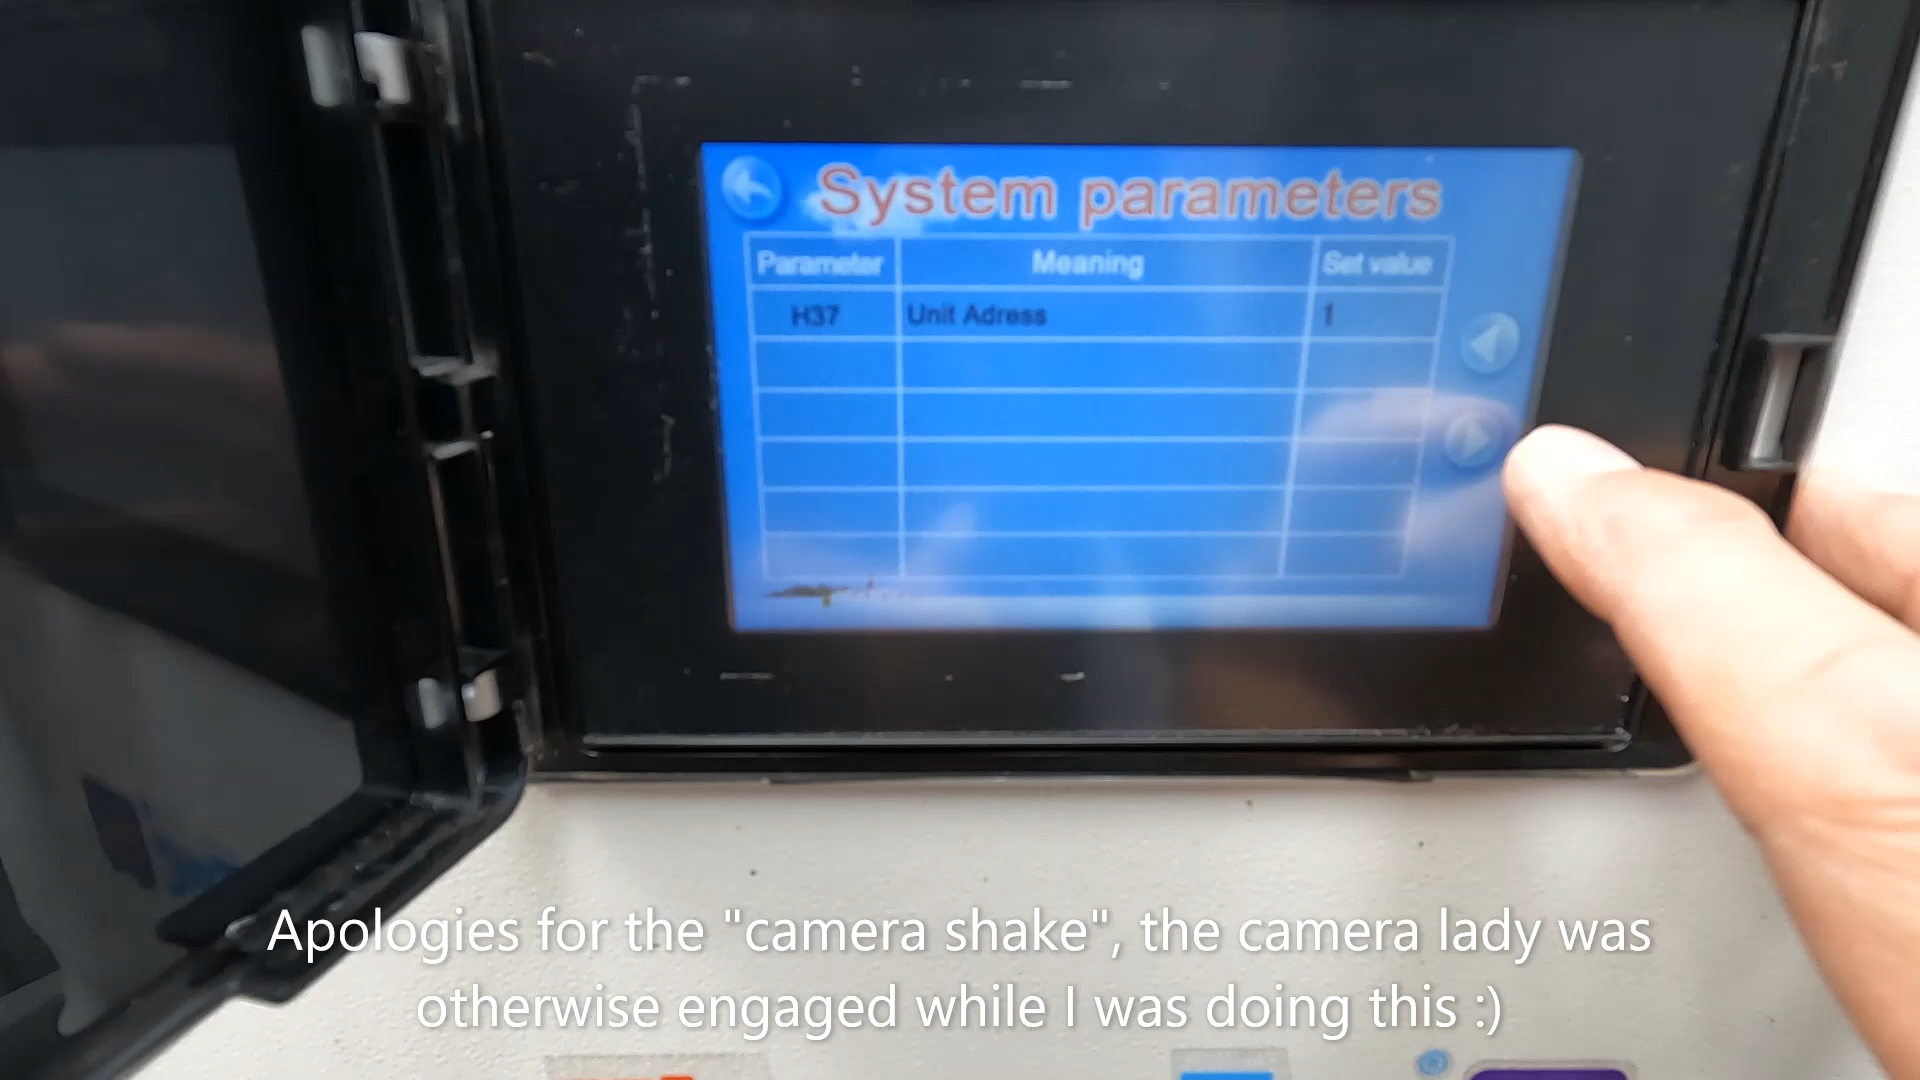 System parameters
Parameter Meaning Set value
H37 Unit Adress 1
Apologies for the "camera shake", the camera lady was
otherwise engaged while I was doing this :)